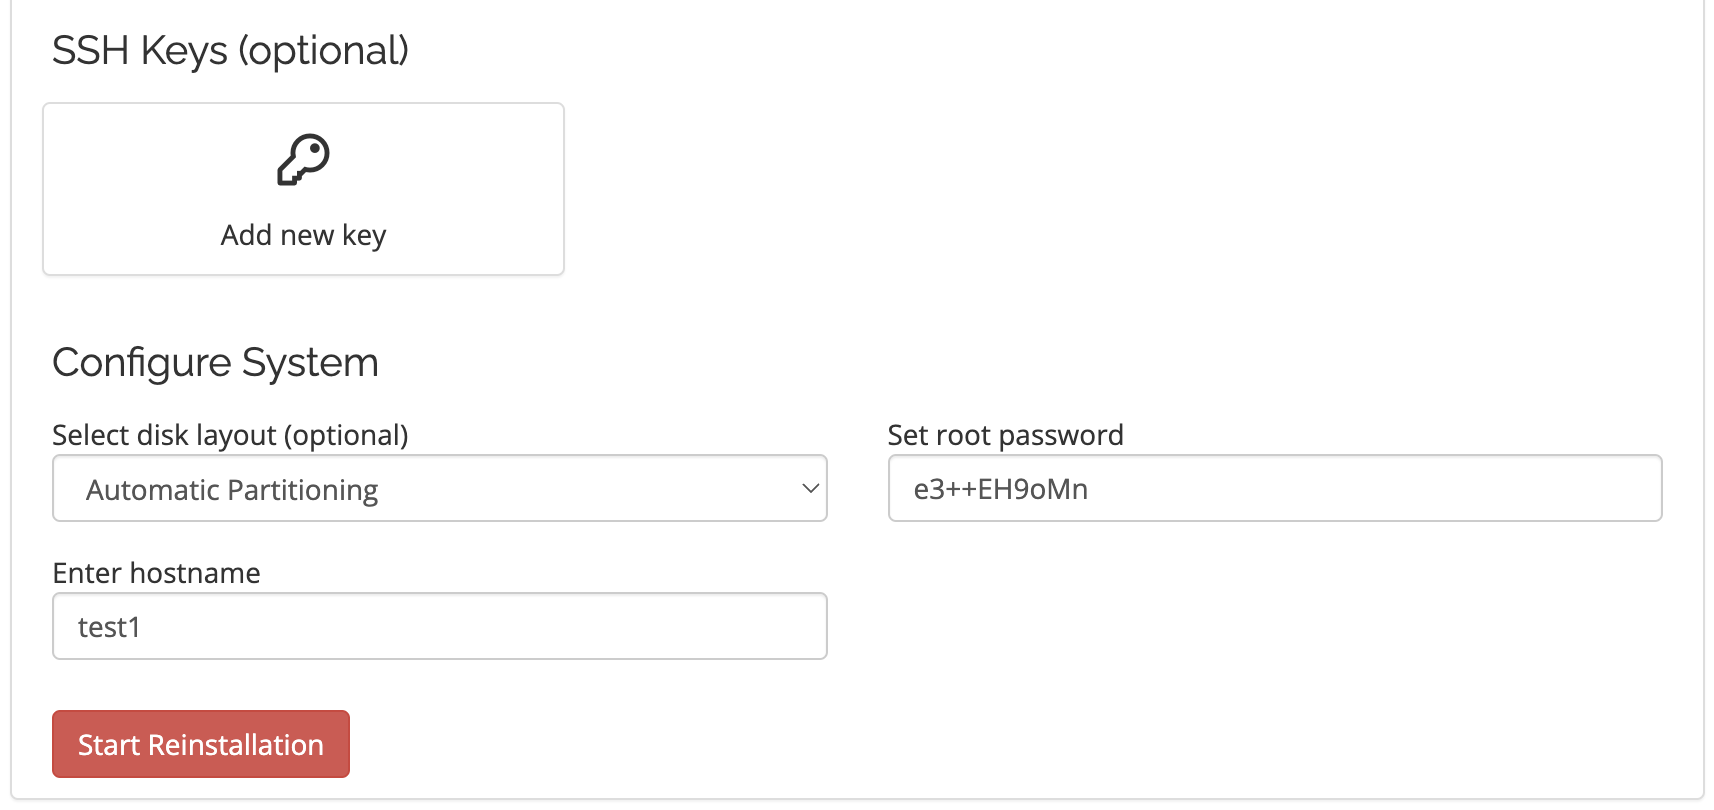 SSH Keys (optional)
Add new key
Configure System
Select disk layout (optional)
Automatic Partitioning
Set root password
e3++EH9oMn
Enter hostname
test1
Start Reinstallation